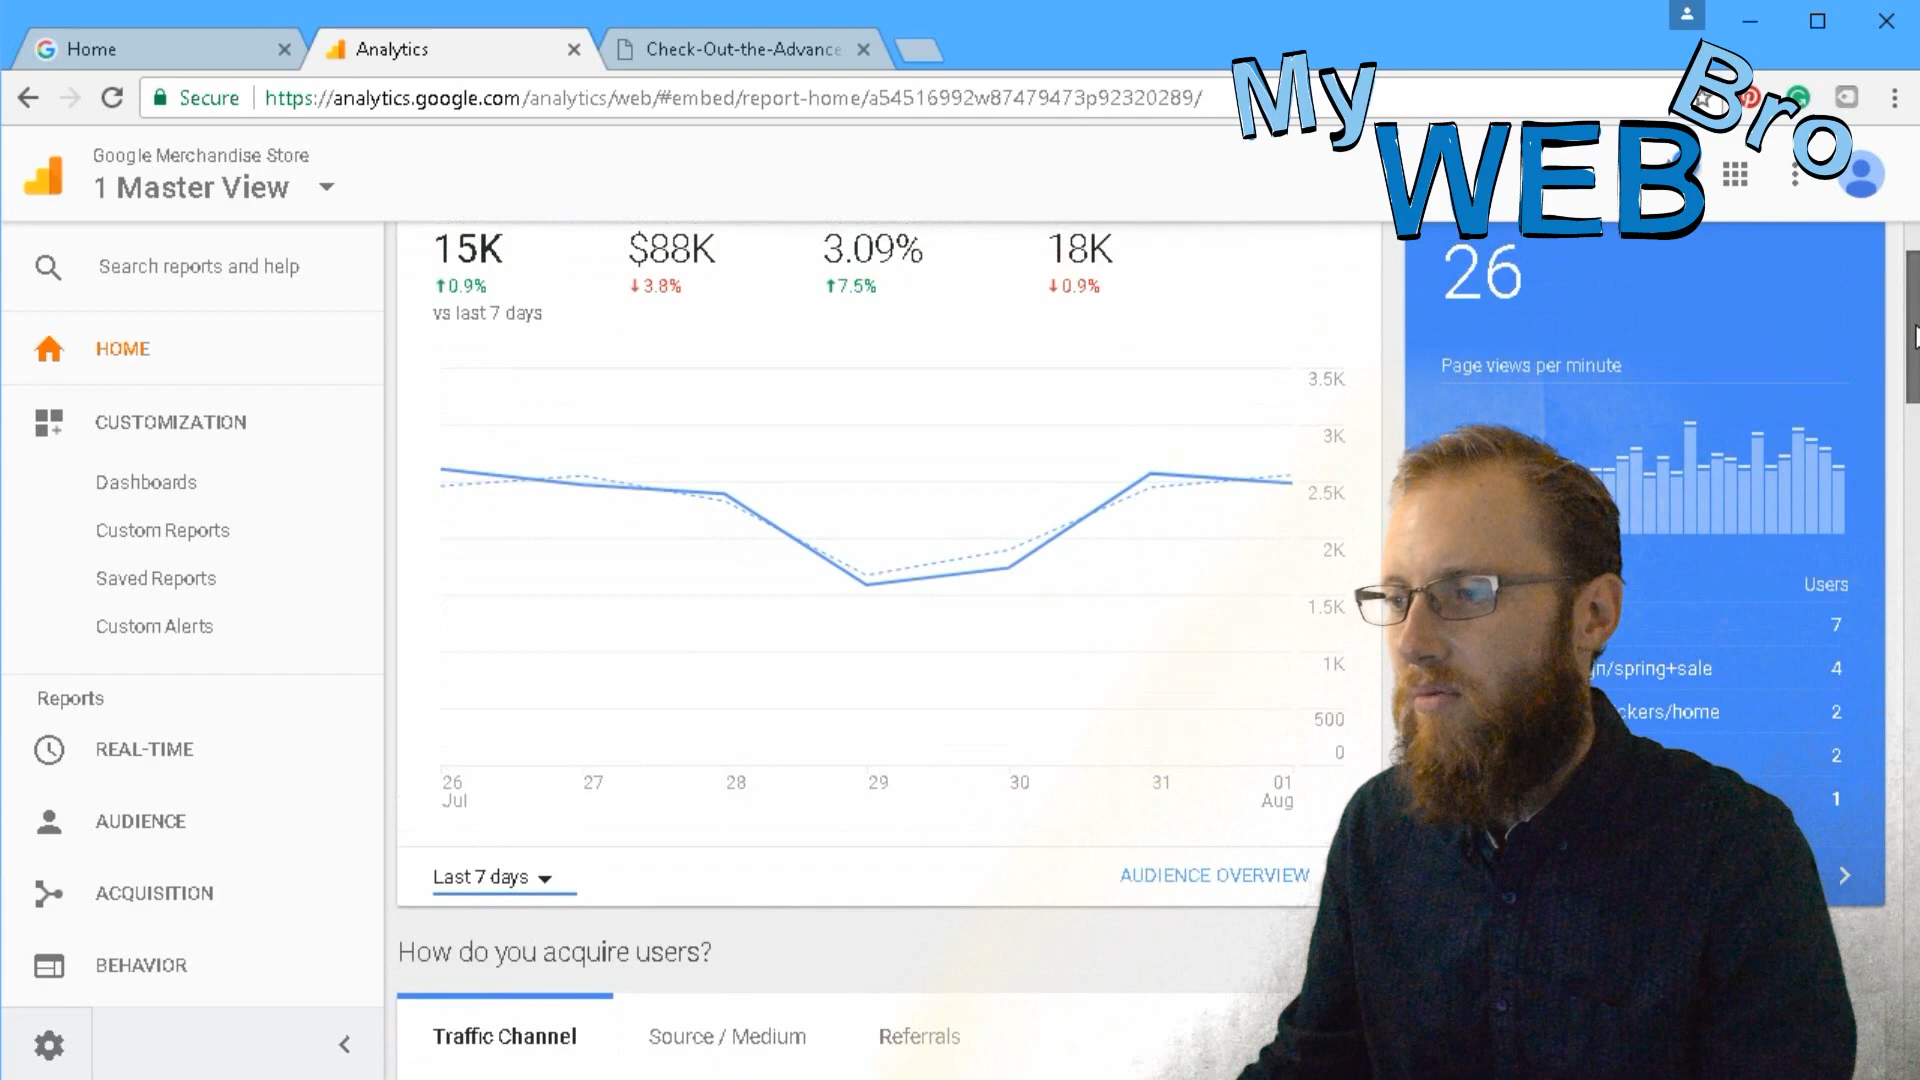 Home
Analytics
Check-Out-the-Advance
Secure
https://analytics.google.com/analytics/web/#embed/report-home/a54516992w87479473p92320289/
My
WEB
Bro
Google Merchandise Store
1 Master View
Search reports and help
HOME
CUSTOMIZATION
Dashboards
Custom Reports
Saved Reports
Custom Alerts
Reports
REAL-TIME
AUDIENCE
ACQUISITION
BEHAVIOR
15K $88K 3.09% 18K
0.9% 3.8% 7.5% 0.9%
vs last 7 days
3.5K
3K
2.5K
2K
1.5K
1K
500
0
26 27 28 29 30 31 01
Jul Aug
Last 7 days
AUDIENCE OVERVIEW
26
Page views per minute
Users
7
gn/spring+sale 4
ckers/home 2
2
1
How do you acquire users?
Traffic Channel Source / Medium Referrals